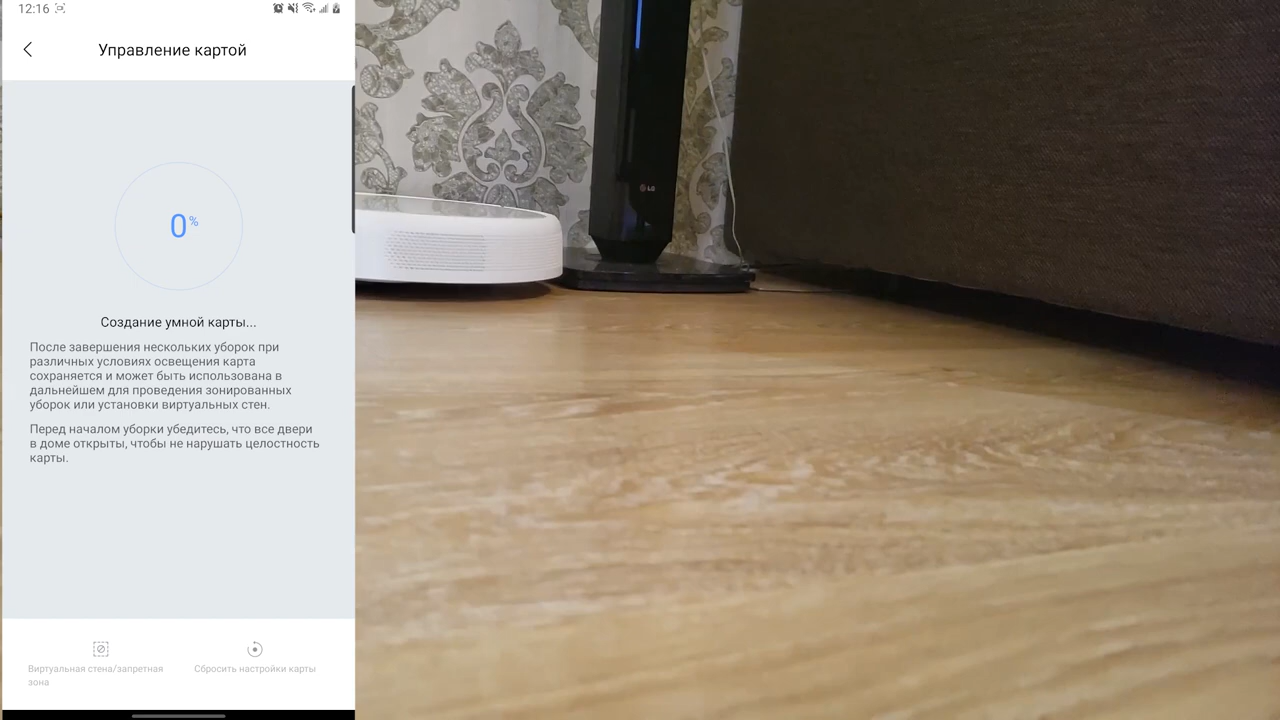 12:16
Управление картой
0%
Создание умной карты...
После завершения нескольких уборок при
различных условиях освещения карта
сохраняется и может быть использована в
дальнейшем для проведения зонированных
уборок или установки виртуальных стен.
Перед началом уборки убедитесь, что все двери
в доме открыты, чтобы не нарушать целостность
карты.
Виртуальная стена/запретная
зона
Сбросить настройки карты
LG